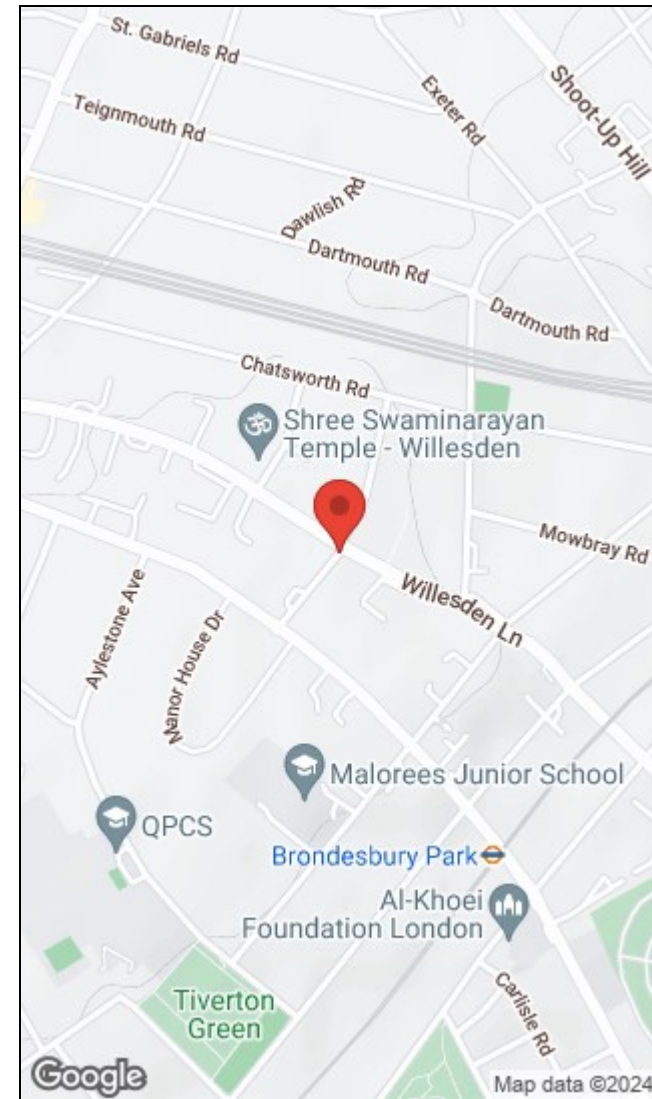 St. Gabriels Rd
Exeter Rd
Shoot-Up Hill
Teignmouth Rd
Dawlish Rd
Dartmouth Rd
Dartmouth Rd
Chatsworth Rd
Shree Swaminarayan
Temple - Willesden
Mowbray Rd
Willesden Ln
Aylestone Ave
Manor House Dr
Malorees Junior School
QPCS
Brondesbury Park
Al-Khoei
Foundation London
Carlisle Rd
Tiverton
Green
Google
Map data ©2024